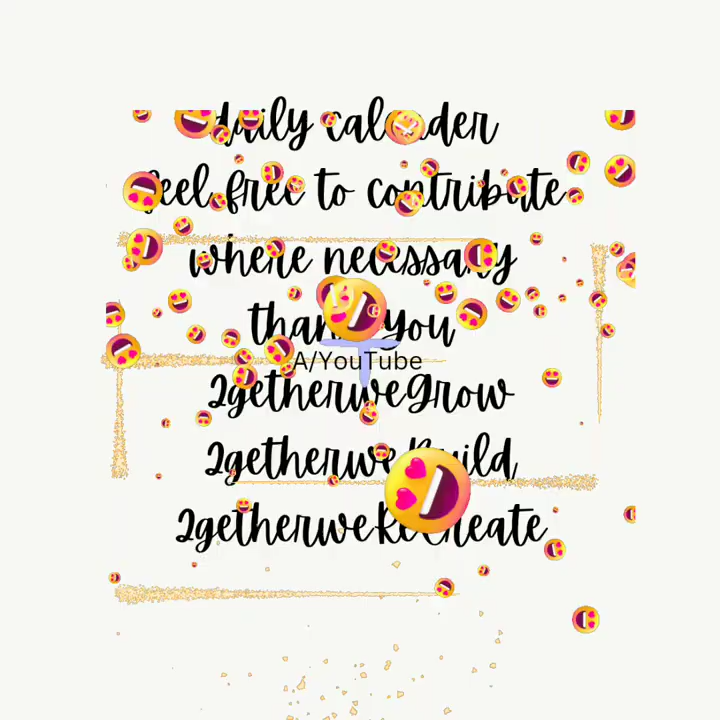 daily calender
feel free to contribute
where necessary
thank you
A/YouTube
2getherweGrow
2getherweBuild
2getherweReCreate